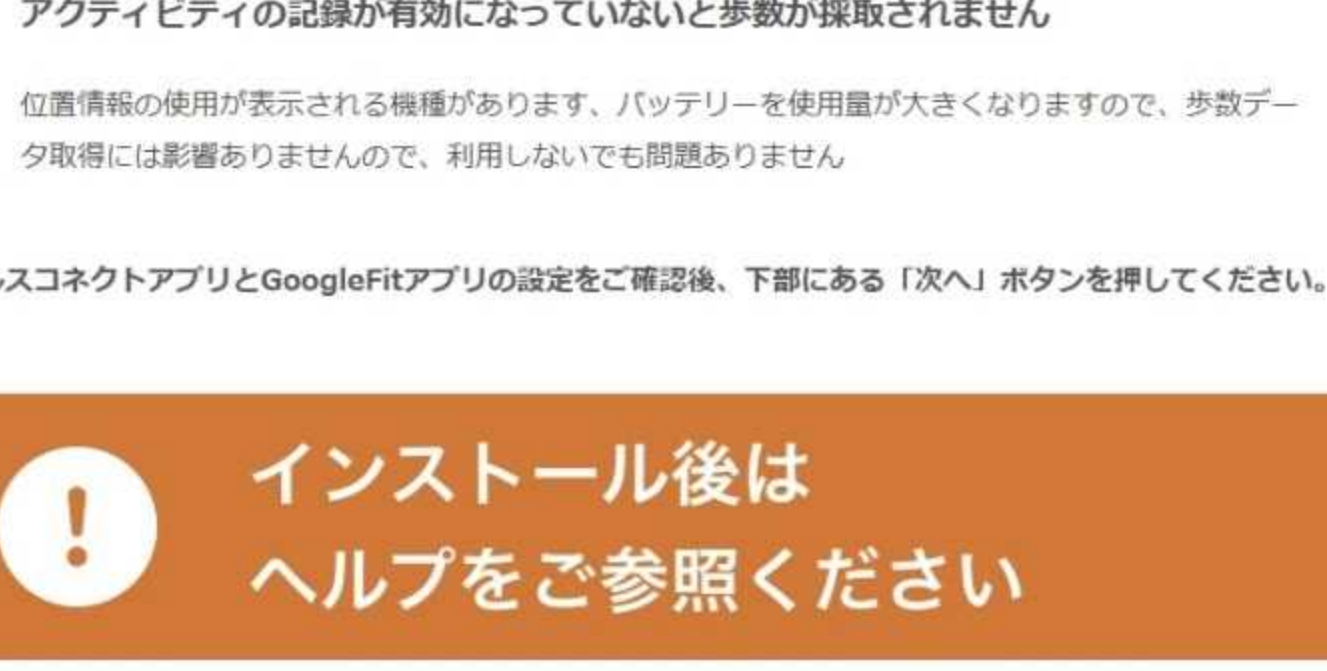 アクティビティの記録が有効になっていないと歩数が採取されません
位置情報の使用が表示される機種があります、バッテリーを使用量が大きくなりますので、歩数デー
タ取得には影響ありませんので、利用しないでも問題ありません
スコネクトアプリとGoogleFitアプリの設定をご確認後、下部にある「次へ」ボタンを押してください。
!
インストール後は
ヘルプをご参照ください